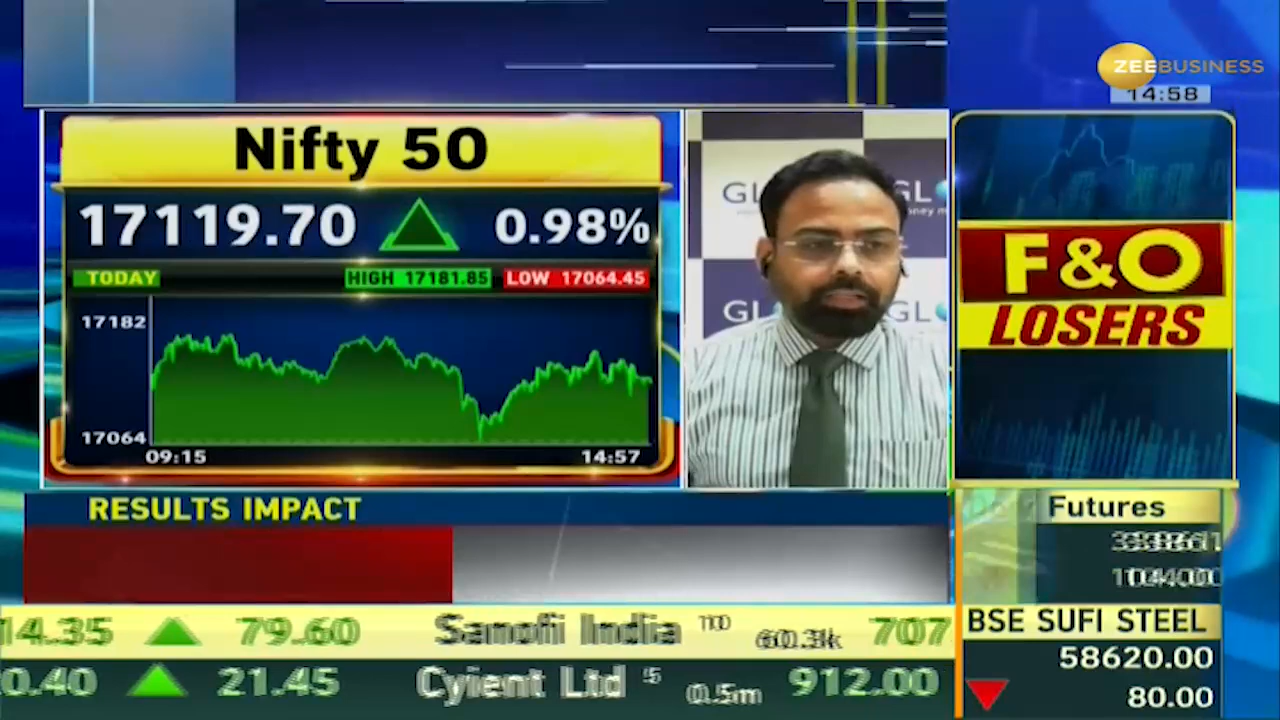 ZEEBUSINESS
14:58
Nifty 50
17119.70 0.98%
TODAY HIGH 17181.85 LOW 17064.45
17182
17064
09:15 14:57
F&O
LOSERS
RESULTS IMPACT
Futures
BSE SUFI STEEL
58620.00
80.00
14.35 79.60 Sanofi India 60.3k 707
0.40 21.45 Cyient Ltd 0.5m 912.00